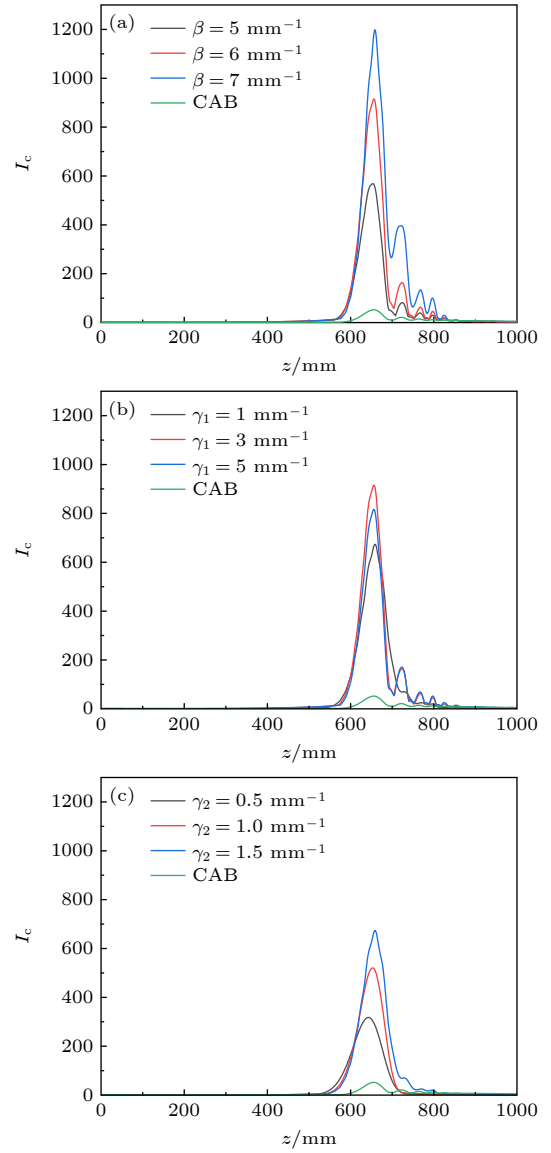 (a)
β = 5 mm⁻¹
β = 6 mm⁻¹
β = 7 mm⁻¹
CAB
1200
1000
800
600
400
200
0
I_c
0 200 400 600 800 1000
z/mm
(b)
γ₁ = 1 mm⁻¹
γ₁ = 3 mm⁻¹
γ₁ = 5 mm⁻¹
CAB
1200
1000
800
600
400
200
0
I_c
0 200 400 600 800 1000
z/mm
(c)
γ₂ = 0.5 mm⁻¹
γ₂ = 1.0 mm⁻¹
γ₂ = 1.5 mm⁻¹
CAB
1200
1000
800
600
400
200
0
I_c
0 200 400 600 800 1000
z/mm